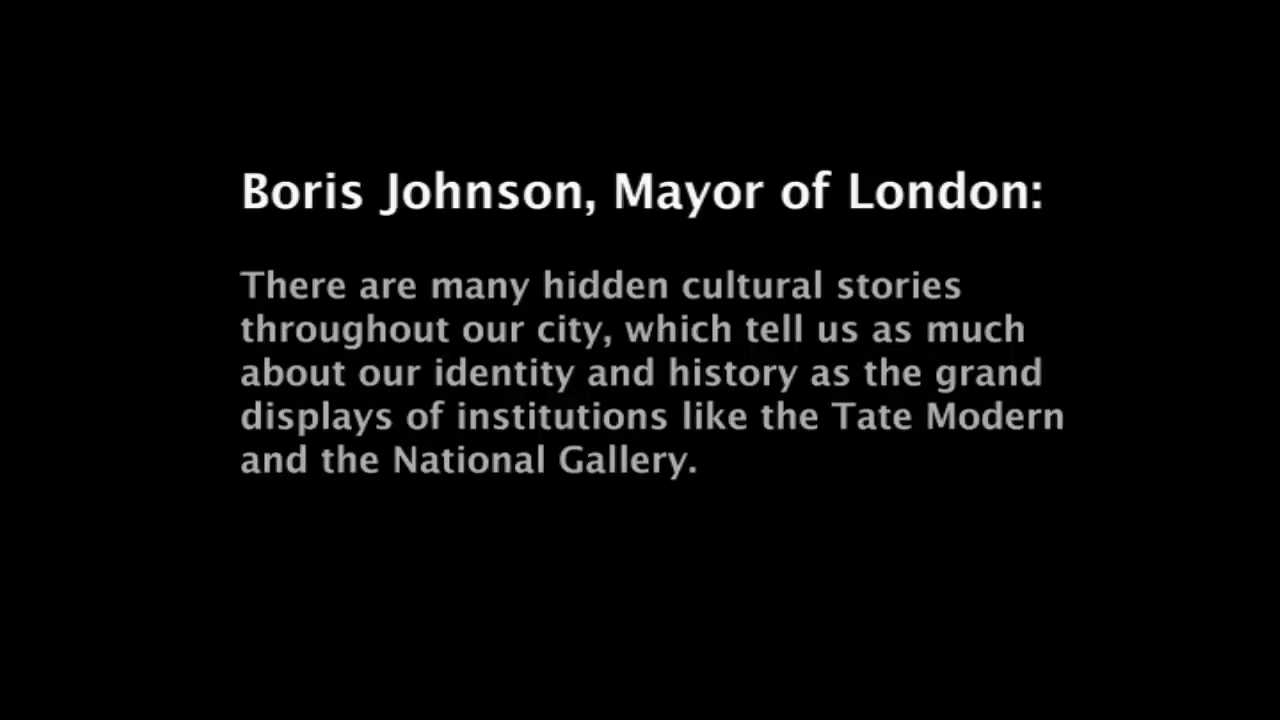 Boris Johnson, Mayor of London:
There are many hidden cultural stories
throughout our city, which tell us as much
about our identity and history as the grand
displays of institutions like the Tate Modern
and the National Gallery.